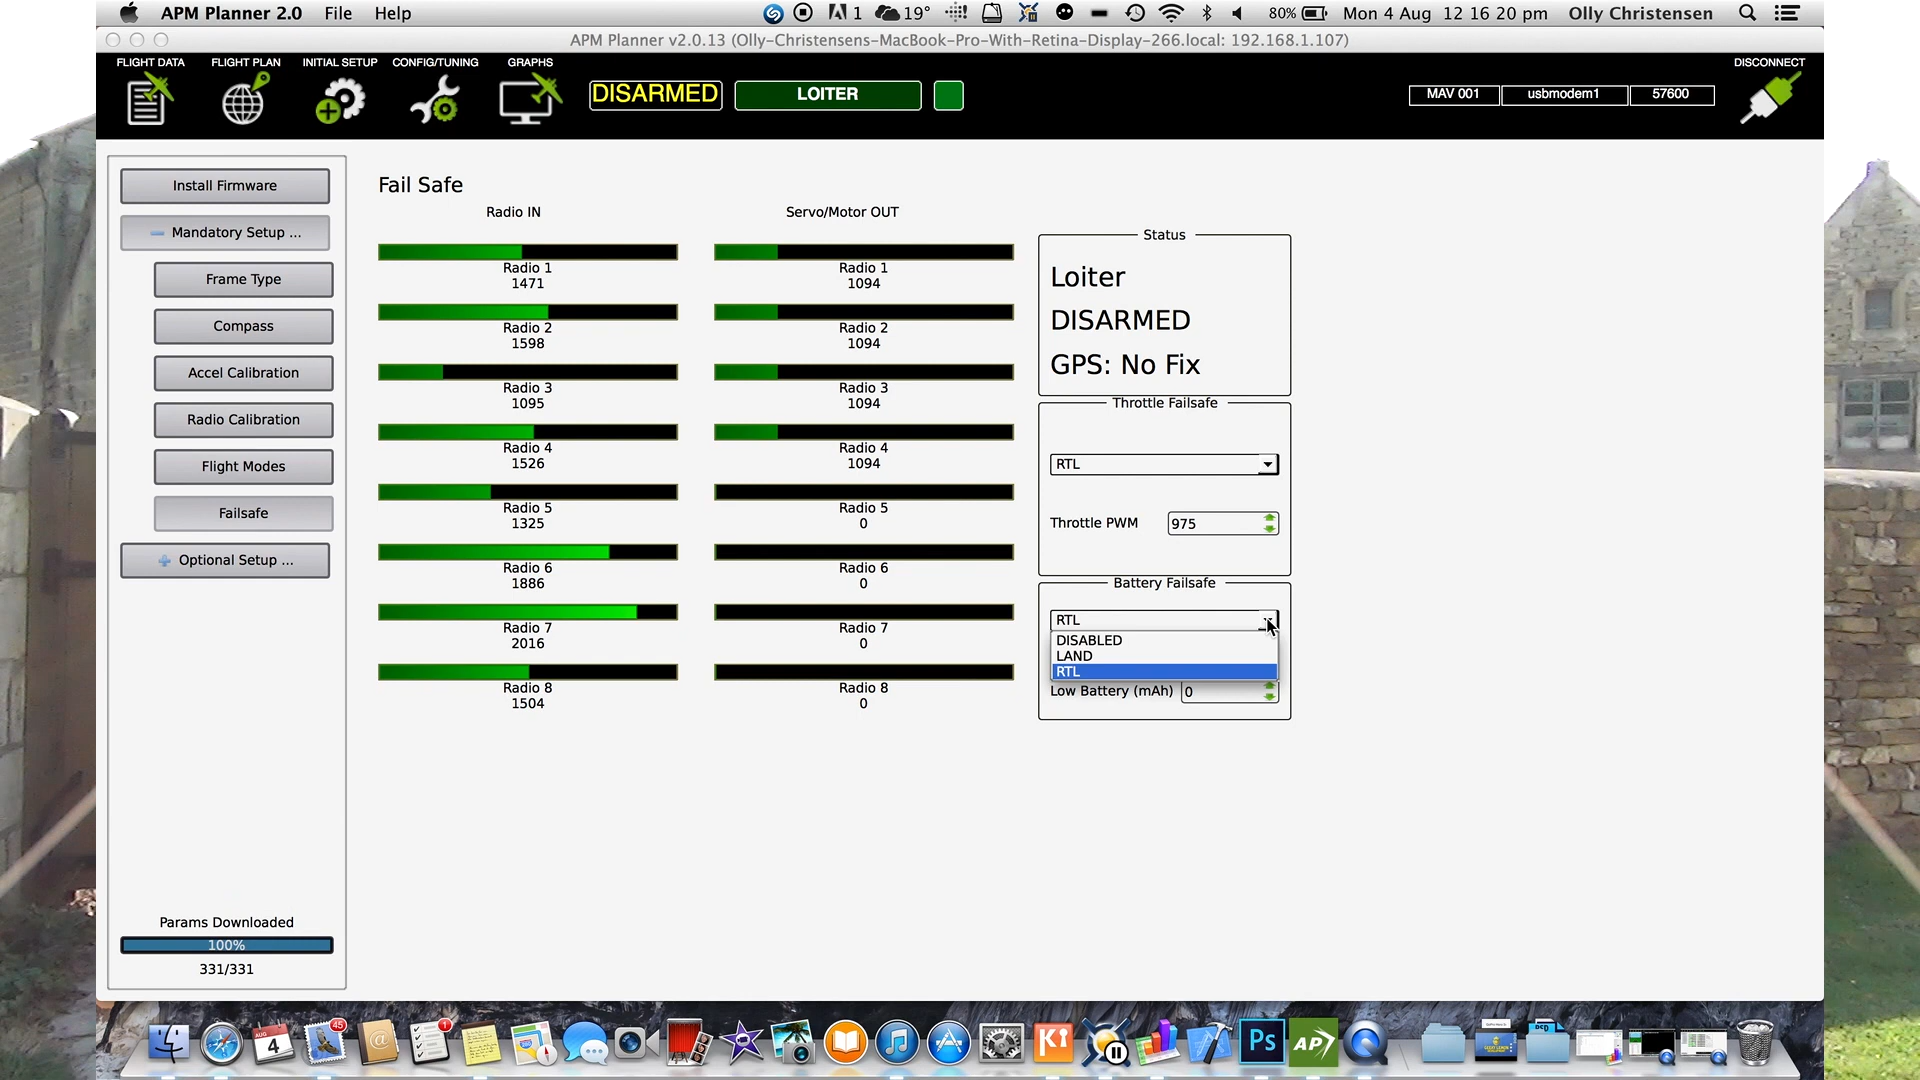 APM Planner 2.0 File Help
1 19° 80% Mon 4 Aug 12 16 20 pm Olly Christensen
APM Planner v2.0.13 (Olly-Christensens-MacBook-Pro-With-Retina-Display-266.local: 192.168.1.107)
FLIGHT DATA FLIGHT PLAN INITIAL SETUP CONFIG/TUNING GRAPHS DISCONNECT
DISARMED LOITER MAV 001 usbmodem1 57600
Install Firmware
Mandatory Setup ...
Frame Type
Compass
Accel Calibration
Radio Calibration
Flight Modes
Failsafe
Optional Setup ...
Params Downloaded
100%
331/331
Fail Safe
Radio IN
Radio 1
1471
Radio 2
1598
Radio 3
1095
Radio 4
1526
Radio 5
1325
Radio 6
1886
Radio 7
2016
Radio 8
1504
Servo/Motor OUT
Radio 1
1094
Radio 2
1094
Radio 3
1094
Radio 4
1094
Radio 5
0
Radio 6
0
Radio 7
0
Radio 8
0
Status
Loiter
DISARMED
GPS: No Fix
Throttle Failsafe
RTL
Throttle PWM 975
Battery Failsafe
RTL
DISABLED
LAND
RTL
Low Battery (mAh) 0
AUG
4
45
1
Ps
AP